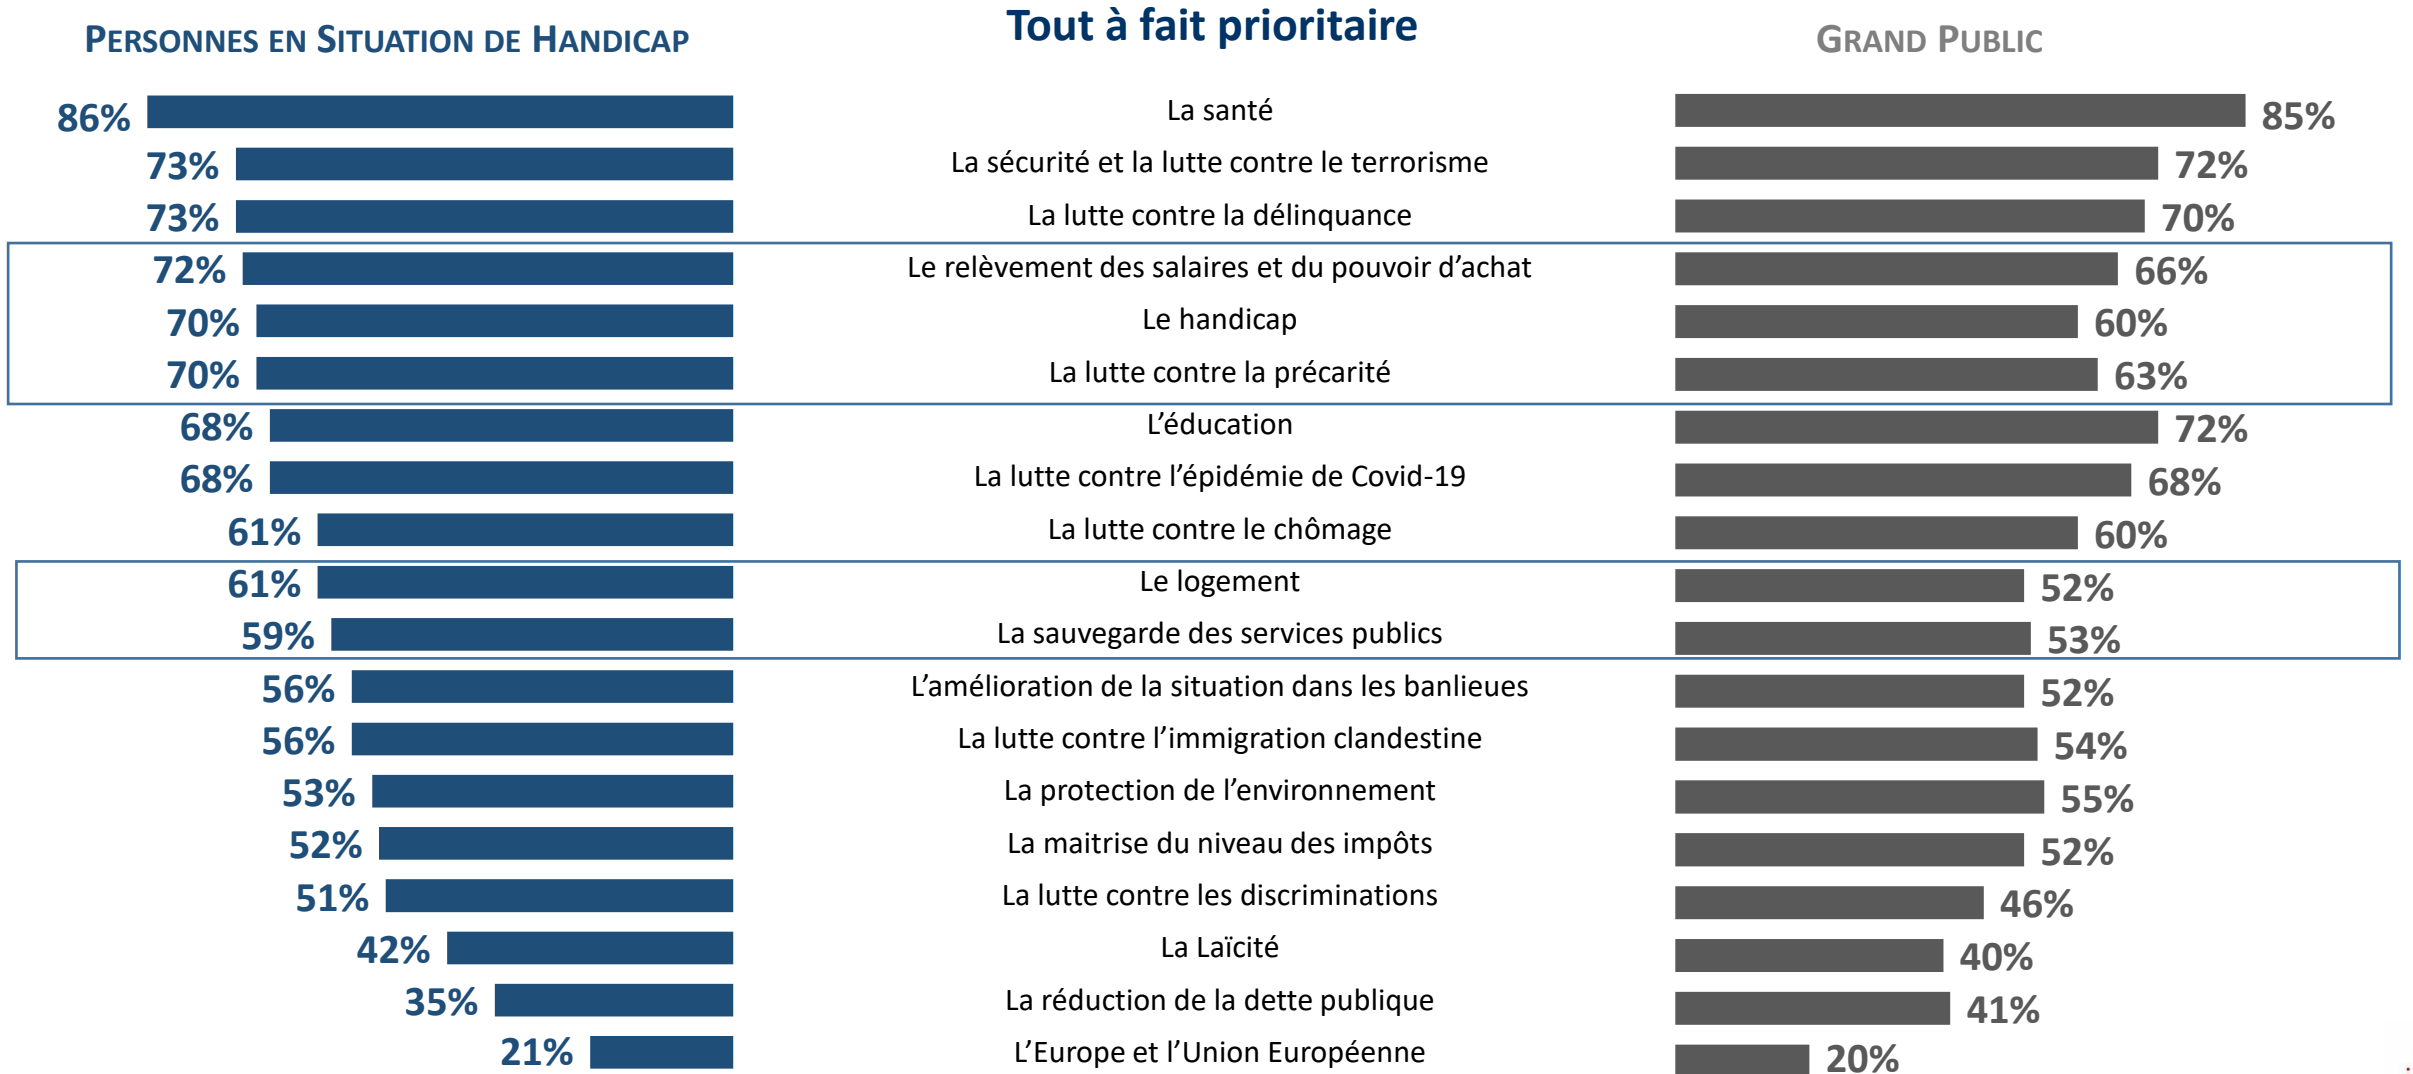 PERSONNES EN SITUATION DE HANDICAP
Tout à fait prioritaire
GRAND PUBLIC
86% La santé 85%
73% La sécurité et la lutte contre le terrorisme 72%
73% La lutte contre la délinquance 70%
72% Le relèvement des salaires et du pouvoir d’achat 66%
70% Le handicap 60%
70% La lutte contre la précarité 63%
68% L’éducation 72%
68% La lutte contre l’épidémie de Covid-19 68%
61% La lutte contre le chômage 60%
61% Le logement 52%
59% La sauvegarde des services publics 53%
56% L’amélioration de la situation dans les banlieues 52%
56% La lutte contre l’immigration clandestine 54%
53% La protection de l’environnement 55%
52% La maitrise du niveau des impôts 52%
51% La lutte contre les discriminations 46%
42% La Laïcité 40%
35% La réduction de la dette publique 41%
21% L’Europe et l’Union Européenne 20%